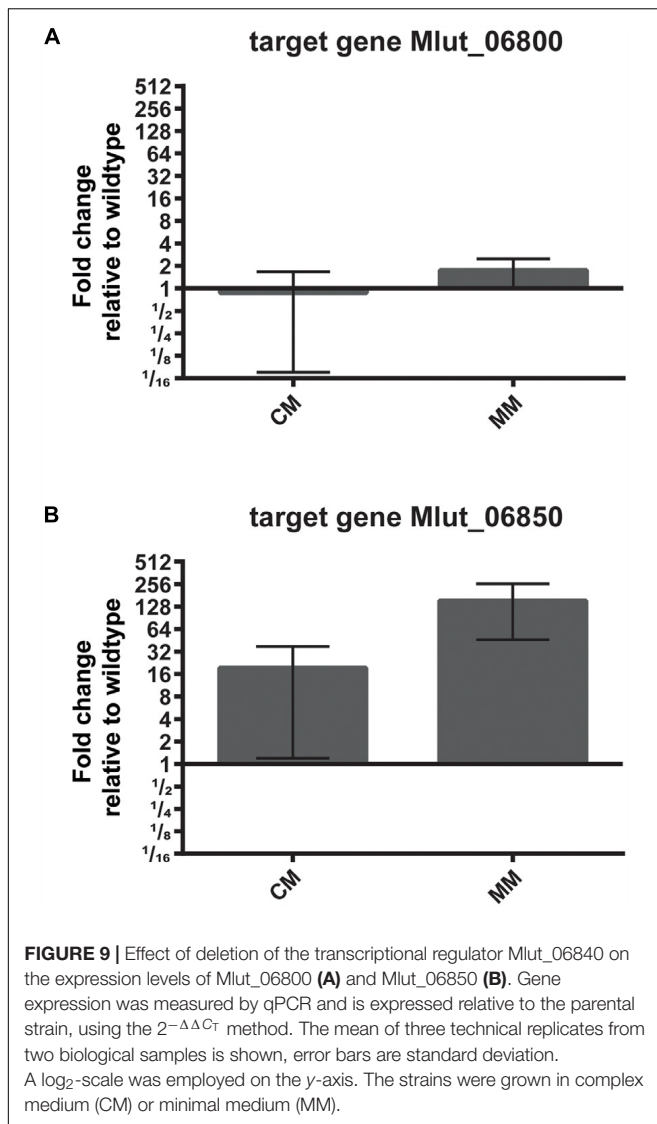 A
target gene Mlut_06800
Fold change
relative to wildtype
512
256
128
64
32
16
8
4
2
1
1/2
1/4
1/8
1/16
CM
MM
B
target gene Mlut_06850
Fold change
relative to wildtype
512
256
128
64
32
16
8
4
2
1
1/2
1/4
1/8
1/16
CM
MM
FIGURE 9 | Effect of deletion of the transcriptional regulator Mlut_06840 on
the expression levels of Mlut_06800 (A) and Mlut_06850 (B). Gene
expression was measured by qPCR and is expressed relative to the parental
strain, using the 2^−ΔΔC_T method. The mean of three technical replicates from
two biological samples is shown, error bars are standard deviation.
A log₂-scale was employed on the y-axis. The strains were grown in complex
medium (CM) or minimal medium (MM).